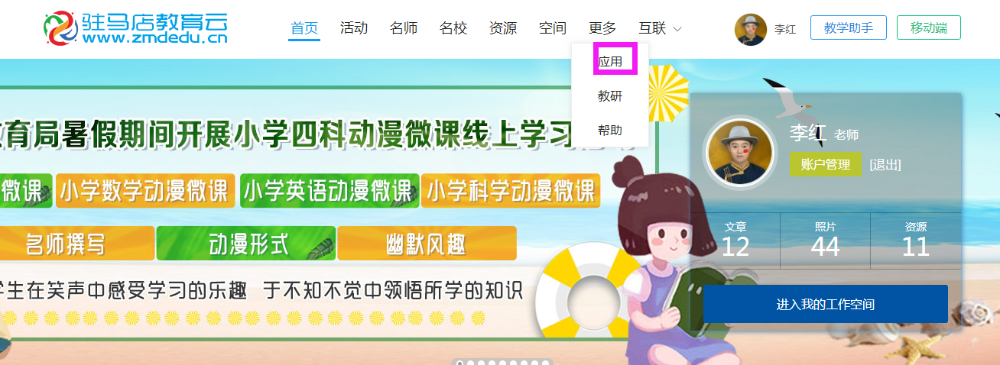 驻马店教育云
www.zmdedu.cn
首页 活动 名师 名校 资源 空间 更多 互联
李红 教学助手 移动端
应用
教研
帮助
育局暑假期间开展小学四科动漫微课线上学习
微课 小学数学动漫微课 小学英语动漫微课 小学科学动漫微课
名师撰写 动漫形式 幽默风趣
学生在笑声中感受学习的乐趣 于不知不觉中领悟所学的知识
李红 老师
账户管理 [退出]
文章 照片 资源
12 44 11
进入我的工作空间